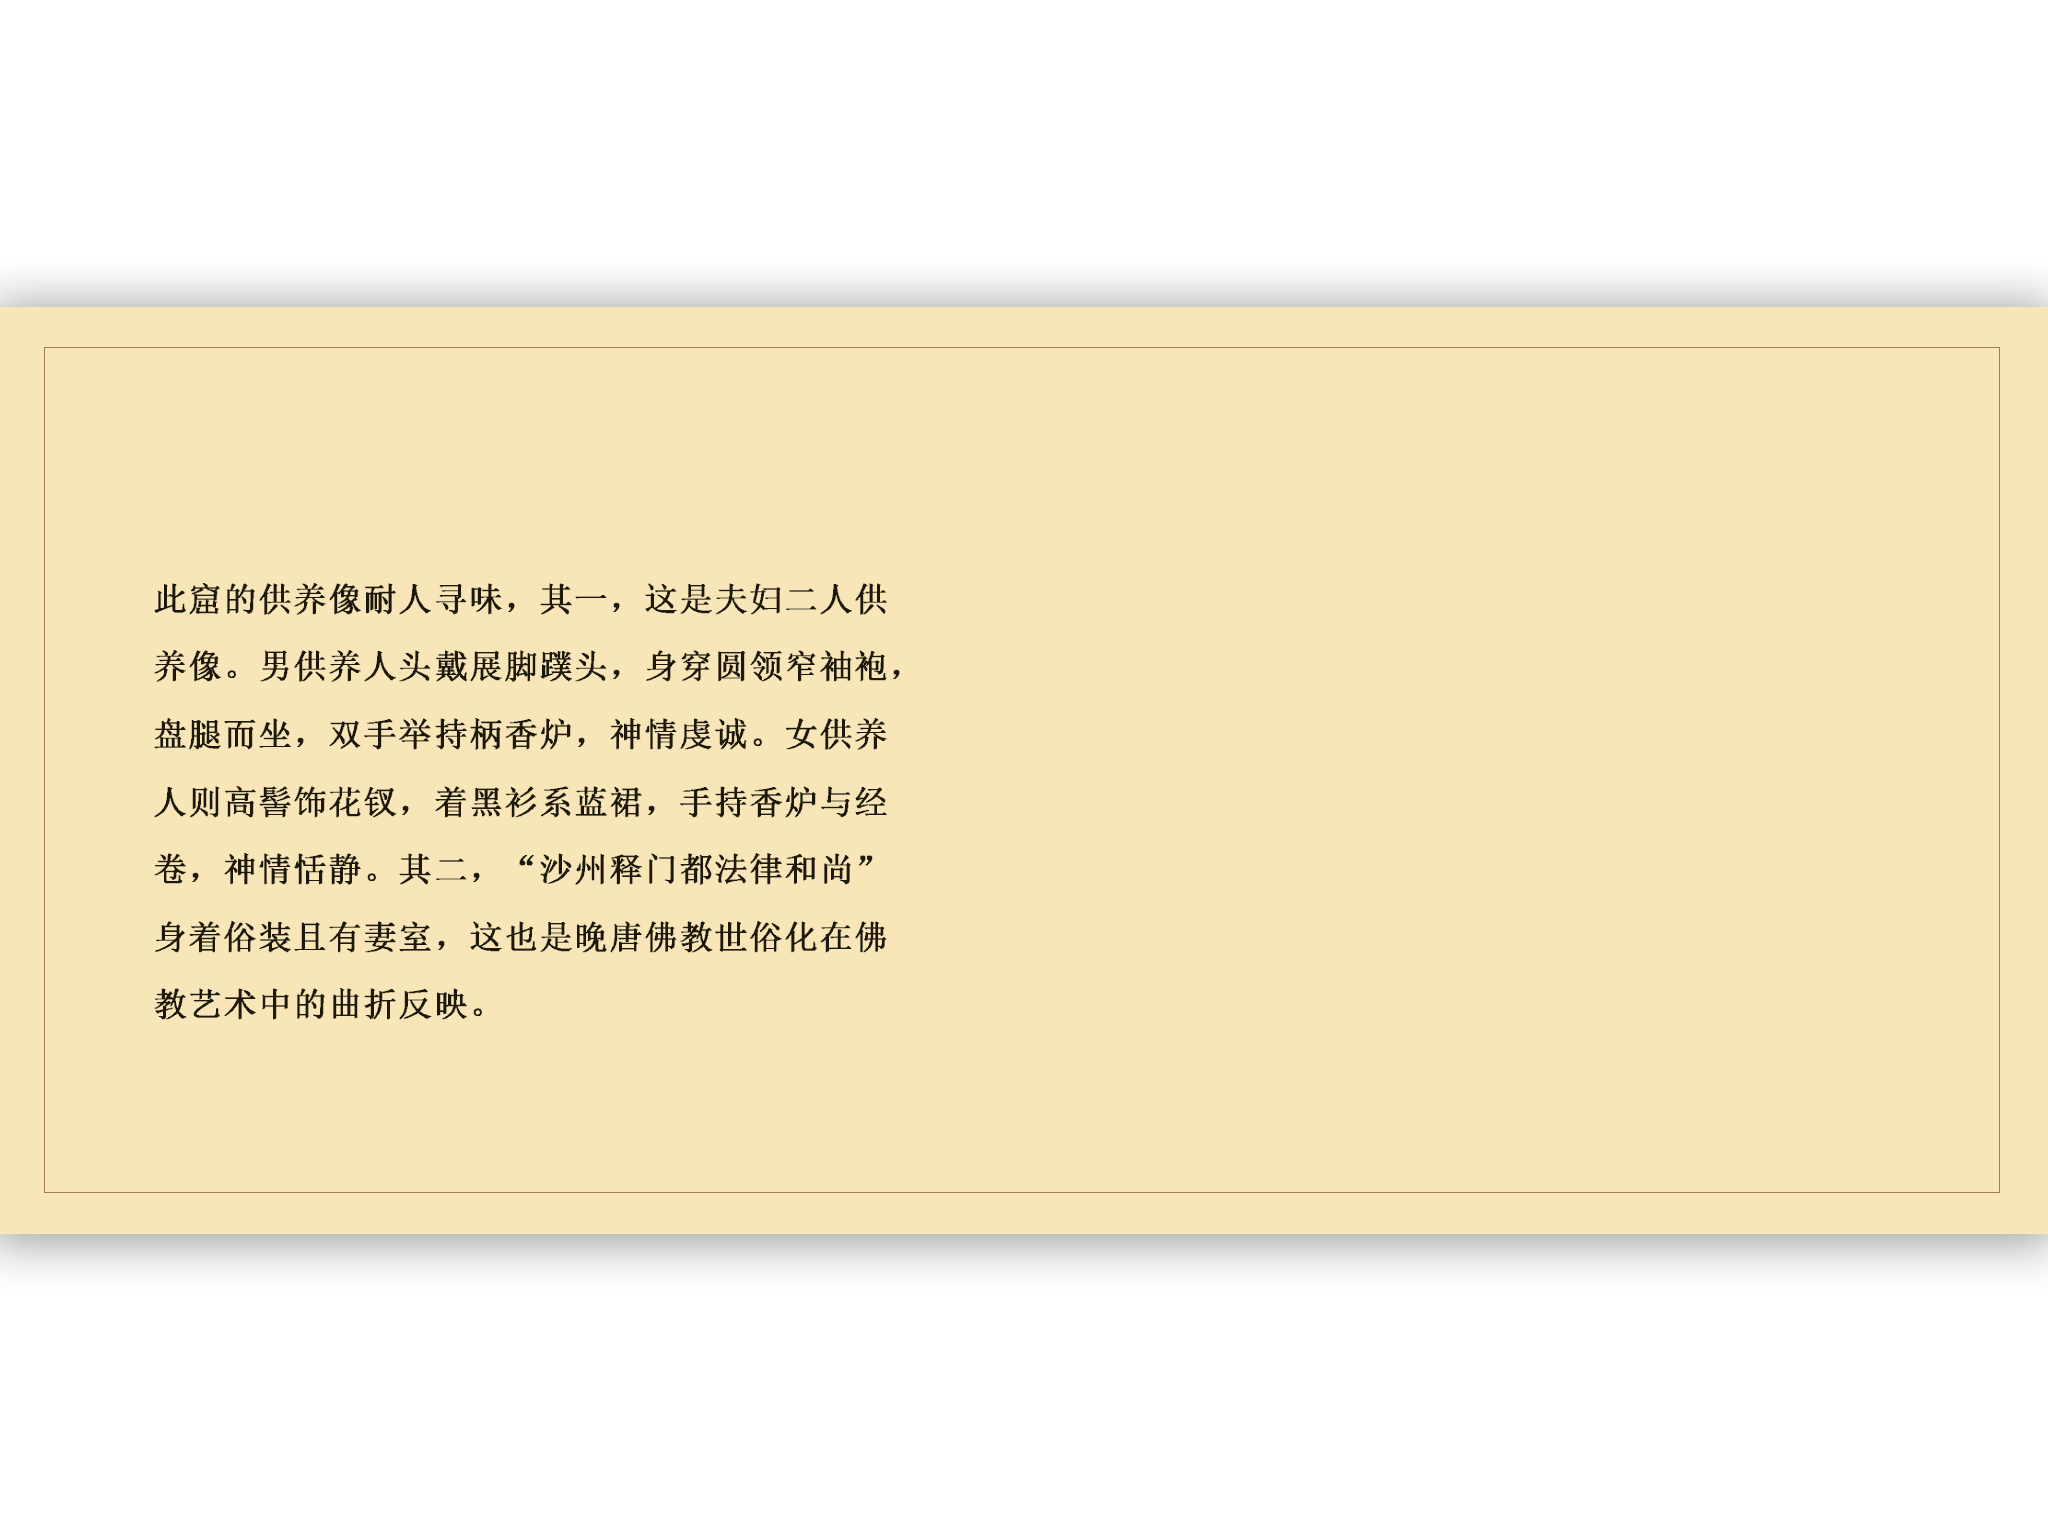 此窟的供养像耐人寻味，其一，这是夫妇二人供
养像。男供养人头戴展脚蹼头，身穿圆领窄袖袍，
盘腿而坐，双手举持柄香炉，神情虔诚。女供养
人则高髻饰花钗，着黑衫系蓝裙，手持香炉与经
卷，神情恬静。其二，“沙州释门都法律和尚”
身着俗装且有妻室，这也是晚唐佛教世俗化在佛
教艺术中的曲折反映。